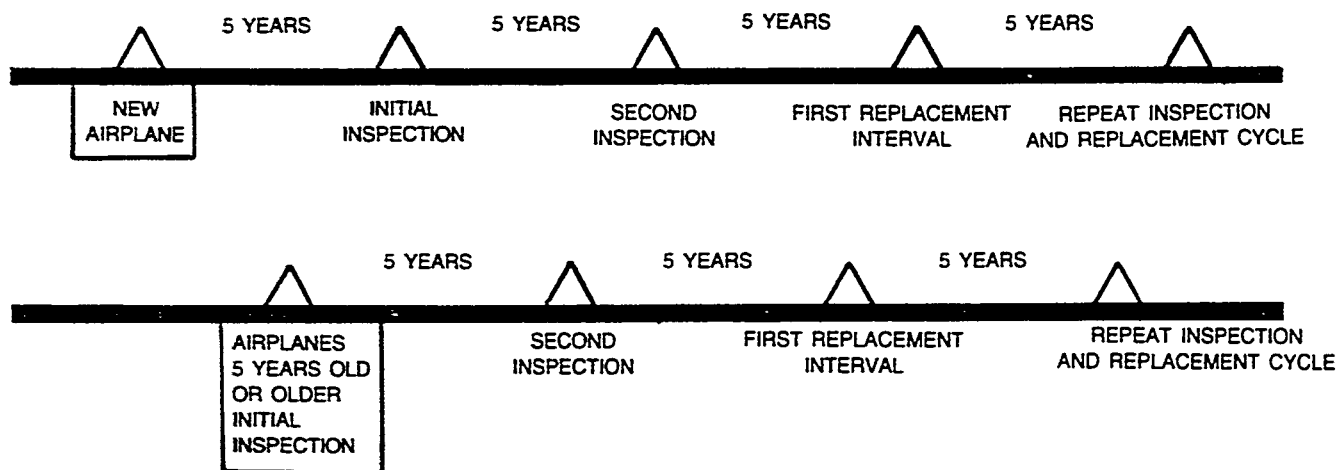 5 YEARS 5 YEARS 5 YEARS 5 YEARS
NEW
AIRPLANE
INITIAL
INSPECTION
SECOND
INSPECTION
FIRST REPLACEMENT
INTERVAL
REPEAT INSPECTION
AND REPLACEMENT CYCLE
5 YEARS 5 YEARS 5 YEARS
AIRPLANES
5 YEARS OLD
OR OLDER
INITIAL
INSPECTION
SECOND
INSPECTION
FIRST REPLACEMENT
INTERVAL
REPEAT INSPECTION
AND REPLACEMENT CYCLE